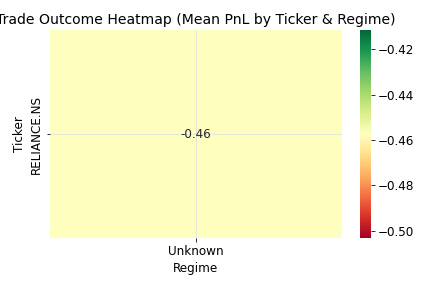 Trade Outcome Heatmap (Mean PnL by Ticker & Regime)
Ticker
RELIANCE.NS
-0.46
Unknown
Regime
−0.42
−0.44
−0.46
−0.48
−0.50